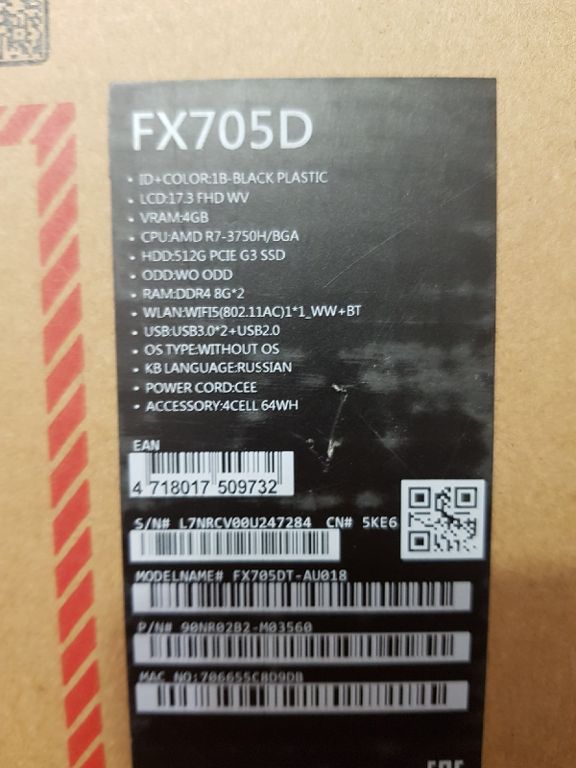 FX705D
• ID+COLOR:1B-BLACK PLASTIC
• LCD:17.3 FHD WV
• VRAM:4GB
• CPU:AMD R7-3750H/BGA
• HDD:512G PCIE G3 SSD
• ODD:WO ODD
• RAM:DDR4 8G*2
• WLAN:WIFI5(802.11AC)1*1_WW+BT
• USB:USB3.0*2+USB2.0
• OS TYPE:WITHOUT OS
• KB LANGUAGE:RUSSIAN
• POWER CORD:CEE
• ACCESSORY:4CELL 64WH
EAN
4 718017 509732
S/N# L7NRCV00U247284 CN# 5KE6
MODELNAME# FX705DT-AU018
P/N# 90NR02B2-M03560
MAC NO:706655C8D9DB